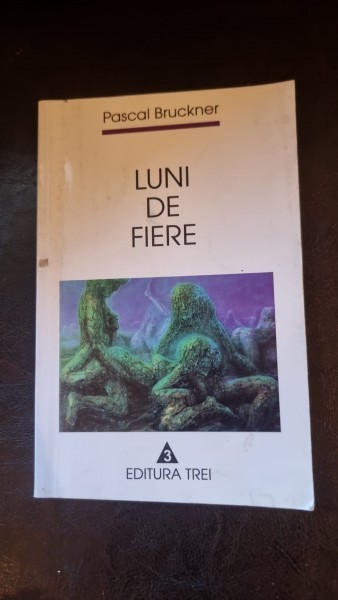 Pascal Bruckner
LUNI
DE
FIERE
3
EDITURA TREI